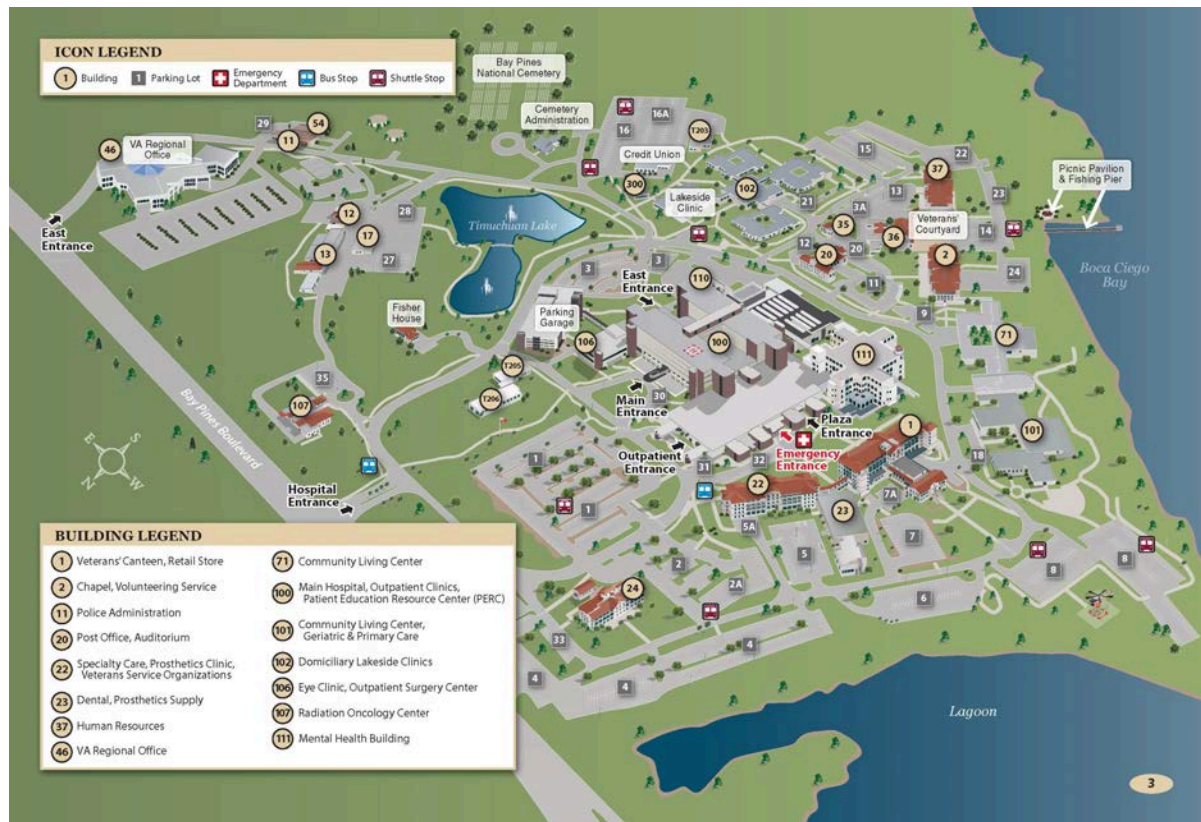 ICON LEGEND
1 Building
1 Parking Lot
Emergency
Department
Bus Stop
Shuttle Stop
Bay Pines
National Cemetery
Cemetery
Administration
16
16A
T203
29
54
11
46
VA Regional
Office
Credit Union
300
102
15
22
37
Picnic Pavilion
& Fishing Pier
Lakeside
Clinic
21
13
3A
23
35
Veterans'
Courtyard
36
14
12
28
17
13
27
Timuchuan Lake
East
Entrance
12
20
20
2
24
Boca Ciego
Bay
11
3
3
East
Entrance
110
9
Fisher
House
Parking
Garage
106
100
111
71
T205
T206
35
107
30
Main
Entrance
Plaza
Entrance
1
101
Bay Pines Boulevard
Outpatient
Entrance
Emergency
Entrance
18
E
S
N
W
Hospital
Entrance
1
1
31
32
22
7A
23
5A
5
7
8
8
2
2A
24
6
33
4
4
4
Lagoon
BUILDING LEGEND
1 Veterans' Canteen, Retail Store
2 Chapel, Volunteering Service
11 Police Administration
20 Post Office, Auditorium
22 Specialty Care, Prosthetics Clinic,
Veterans Service Organizations
23 Dental, Prosthetics Supply
37 Human Resources
46 VA Regional Office
71 Community Living Center
100 Main Hospital, Outpatient Clinics,
Patient Education Resource Center (PERC)
101 Community Living Center,
Geriatric & Primary Care
102 Domiciliary Lakeside Clinics
106 Eye Clinic, Outpatient Surgery Center
107 Radiation Oncology Center
111 Mental Health Building
3